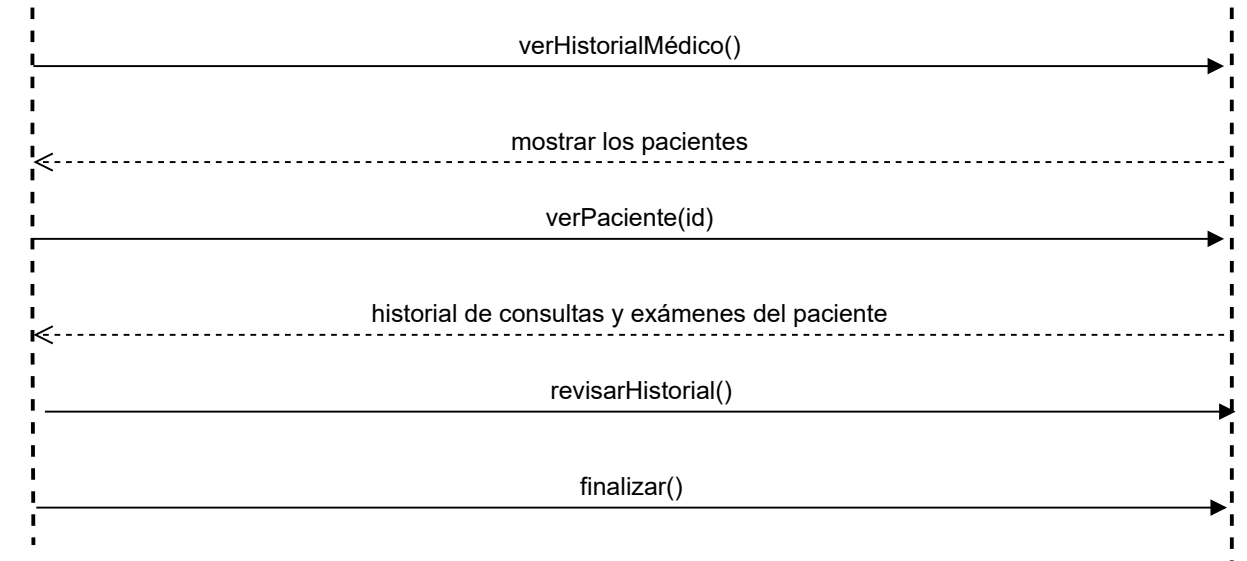 verHistorialMédico()
mostrar los pacientes
verPaciente(id)
historial de consultas y exámenes del paciente
revisarHistorial()
finalizar()